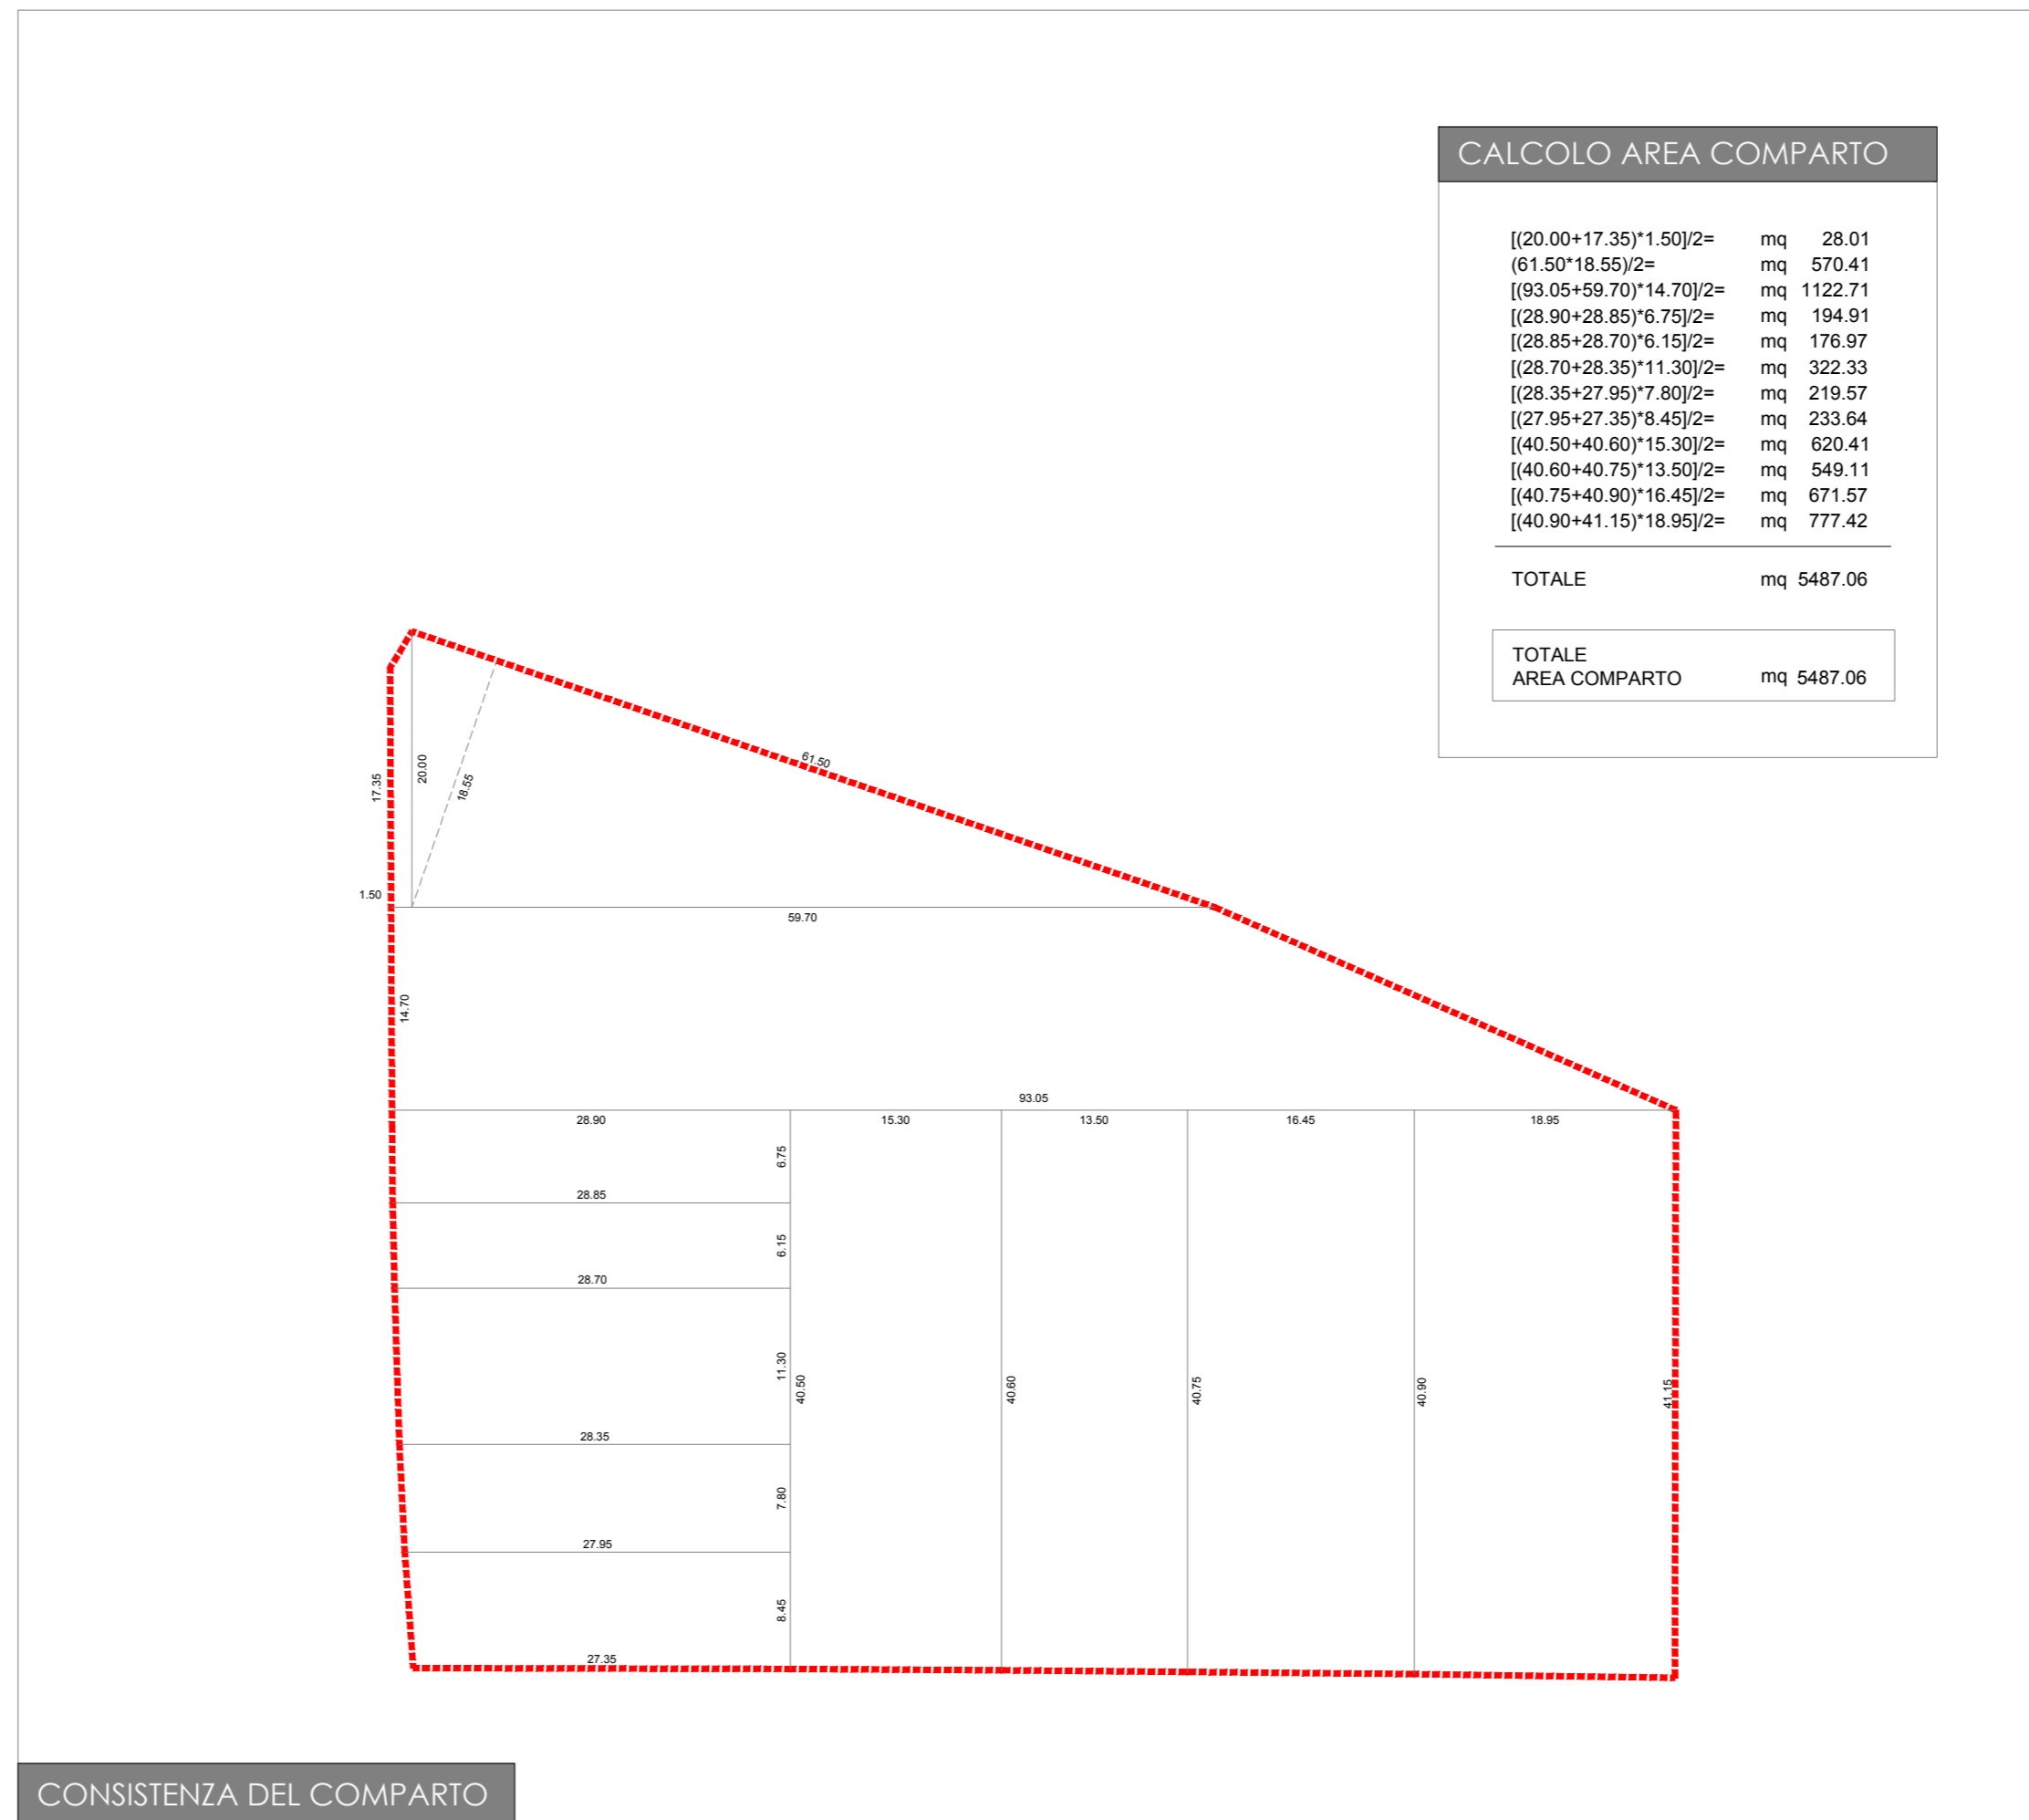 CALCOLO AREA COMPARTO
[(20.00+17.35)*1.50]/2= mq 28.01
(61.50*18.55)/2= mq 570.41
[(93.05+59.70)*14.70]/2= mq 1122.71
[(28.90+28.85)*6.75]/2= mq 194.91
[(28.85+28.70)*6.15]/2= mq 176.97
[(28.70+28.35)*11.30]/2= mq 322.33
[(28.35+27.95)*7.80]/2= mq 219.57
[(27.95+27.35)*8.45]/2= mq 233.64
[(40.50+40.60)*15.30]/2= mq 620.41
[(40.60+40.75)*13.50]/2= mq 549.11
[(40.75+40.90)*16.45]/2= mq 671.57
[(40.90+41.15)*18.95]/2= mq 777.42
TOTALE mq 5487.06
TOTALE
AREA COMPARTO mq 5487.06
61.50
20.00
17.35
18.55
1.50
59.70
14.70
93.05
28.90
15.30
13.50
16.45
18.95
6.75
28.85
6.15
28.70
11.30
40.50
40.60
40.75
40.90
41.15
28.35
7.80
27.95
8.45
27.35
CONSISTENZA DEL COMPARTO